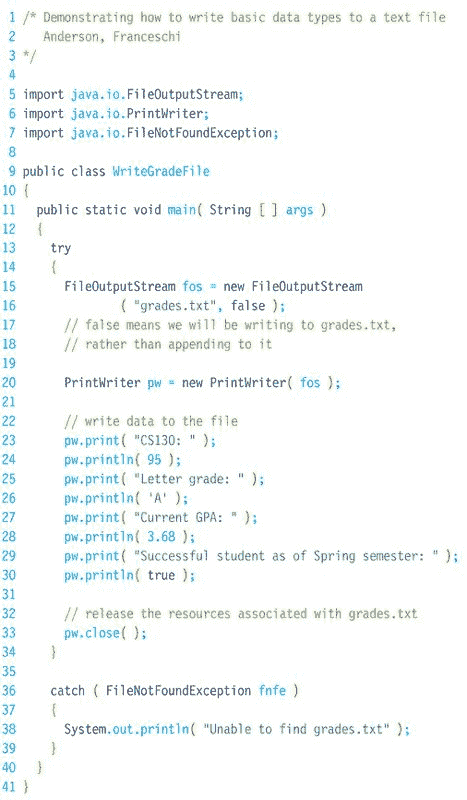 1 /* Demonstrating how to write basic data types to a text file
2    Anderson, Franceschi
3 */
4
5 import java.io.FileOutputStream;
6 import java.io.PrintWriter;
7 import java.io.FileNotFoundException;
8
9 public class WriteGradeFile
10 {
11   public static void main( String [ ] args )
12   {
13     try
14     {
15       FileOutputStream fos = new FileOutputStream
16               ( "grades.txt", false );
17       // false means we will be writing to grades.txt,
18       // rather than appending to it
19
20       PrintWriter pw = new PrintWriter( fos );
21
22       // write data to the file
23       pw.print( "CS130: " );
24       pw.println( 95 );
25       pw.print( "Letter grade: " );
26       pw.println( 'A' );
27       pw.print( "Current GPA: " );
28       pw.println( 3.68 );
29       pw.print( "Successful student as of Spring semester: " );
30       pw.println( true );
31
32       // release the resources associated with grades.txt
33       pw.close( );
34     }
35
36     catch ( FileNotFoundException fnfe )
37     {
38       System.out.println( "Unable to find grades.txt" );
39     }
40   }
41 }